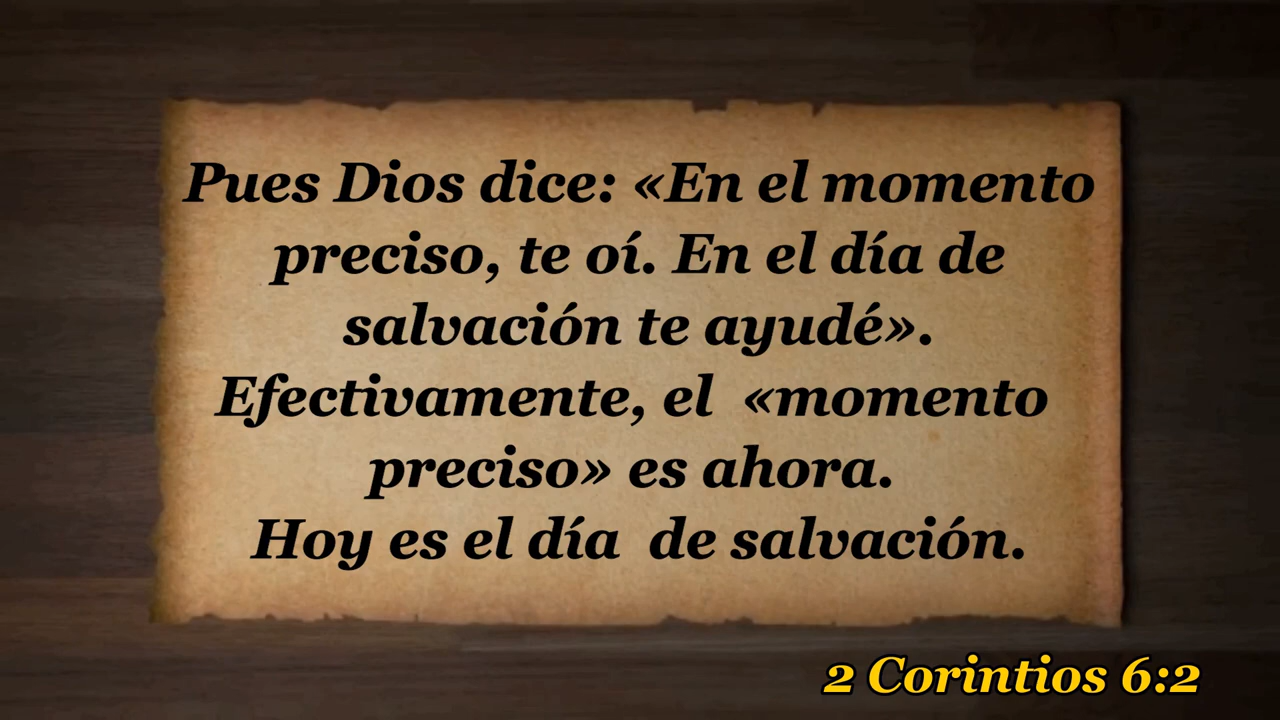 Pues Dios dice: «En el momento
preciso, te oí. En el día de
salvación te ayudé».
Efectivamente, el «momento
preciso» es ahora.
Hoy es el día de salvación.
2 Corintios 6:2